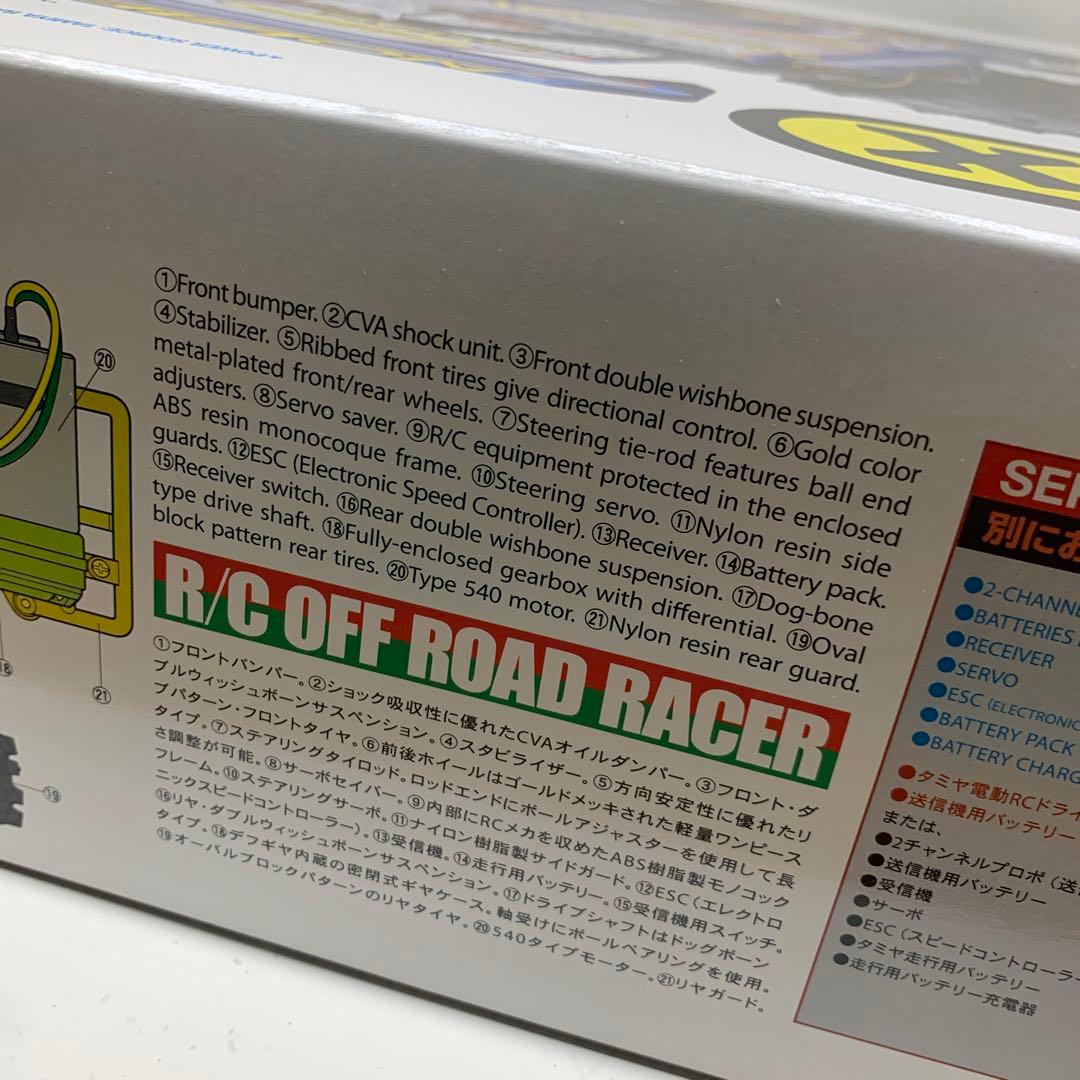 A POWER SOURCE: TAMIYA
①Front bumper. ②CVA shock unit. ③Front double wishbone suspension.
④Stabilizer. ⑤Ribbed front tires give directional control. ⑥Gold color
metal-plated front/rear wheels. ⑦Steering tie-rod features ball end
adjusters. ⑧Servo saver. ⑨R/C equipment protected in the enclosed
ABS resin monocoque frame. ⑩Steering servo. ⑪Nylon resin side
guards. ⑫ESC (Electronic Speed Controller). ⑬Receiver. ⑭Battery pack.
⑮Receiver switch. ⑯Rear double wishbone suspension. ⑰Dog-bone
type drive shaft. ⑱Fully-enclosed gearbox with differential. ⑲Oval
block pattern rear tires. ⑳Type 540 motor. ㉑Nylon resin rear guard.
R/C OFF ROAD RACER
①フロントバンパー。②ショック吸収性に優れたCVAオイルダンパー。③フロント・ダ
ブルウィッシュボーンサスペンション。④スタビライザー。⑤方向安定性に優れたリ
ブパターン・フロントタイヤ。⑥前後ホイールはゴールドメッキされた軽量ワンピース
タイプ。⑦ステアリングタイロッド。ロッドエンドにボールアジャスターを使用して長
さ調整が可能。⑧サーボセイバー。⑨内部にRCメカを収めたABS樹脂製モノコック
フレーム。⑩ステアリングサーボ。⑪ナイロン樹脂製サイドガード。⑫ESC(エレクトロ
ニックスピードコントローラー)。⑬受信機。⑭走行用バッテリー。⑮受信機用スイッチ。
⑯リヤ・ダブルウィッシュボーンサスペンション。⑰ドライブシャフトはドッグボーン
タイプ。⑱デフギヤ内蔵の密閉式ギヤケース。軸受けにボールベアリングを使用。
⑲オーバルブロックパターンのリヤタイヤ。⑳540タイプモーター。㉑リヤガード。
⑳
㉑
⑱
⑲
別にお
●2-CHANNE
●BATTERIES
●RECEIVER
●SERVO
●ESC (ELECTRONIC
●BATTERY PACK
●BATTERY CHARG
●タミヤ電動RCドライ
●送信機用バッテリー
または、
●2チャンネルプロポ(送
●送信機用バッテリー
●受信機
●サーボ
●ESC(スピードコントローラー
●タミヤ走行用バッテリー
●走行用バッテリー充電器